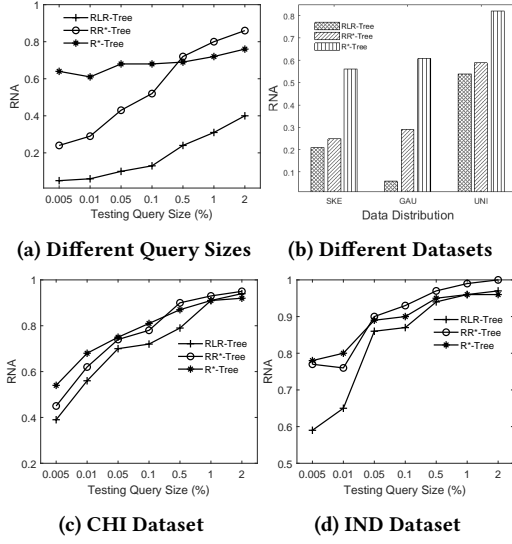 1
0.8
0.6
0.4
0.2
RNA
RLR-Tree
RR*-Tree
R*-Tree
0.005 0.01 0.05 0.1 0.5 1 2
Testing Query Size (%)
(a) Different Query Sizes
0.8
0.7
0.6
0.5
0.4
0.3
0.2
0.1
RNA
RLR-Tree
RR*-Tree
R*-Tree
SKE GAU UNI
Data Distribution
(b) Different Datasets
1
0.8
0.6
0.4
0.2
RNA
RLR-Tree
RR*-Tree
R*-Tree
0.005 0.01 0.05 0.1 0.5 1 2
Testing Query Size (%)
(c) CHI Dataset
1
0.9
0.8
0.7
0.6
0.5
RNA
RLR-Tree
RR*-Tree
R*-Tree
0.005 0.01 0.05 0.1 0.5 1 2
Testing Query Size (%)
(d) IND Dataset